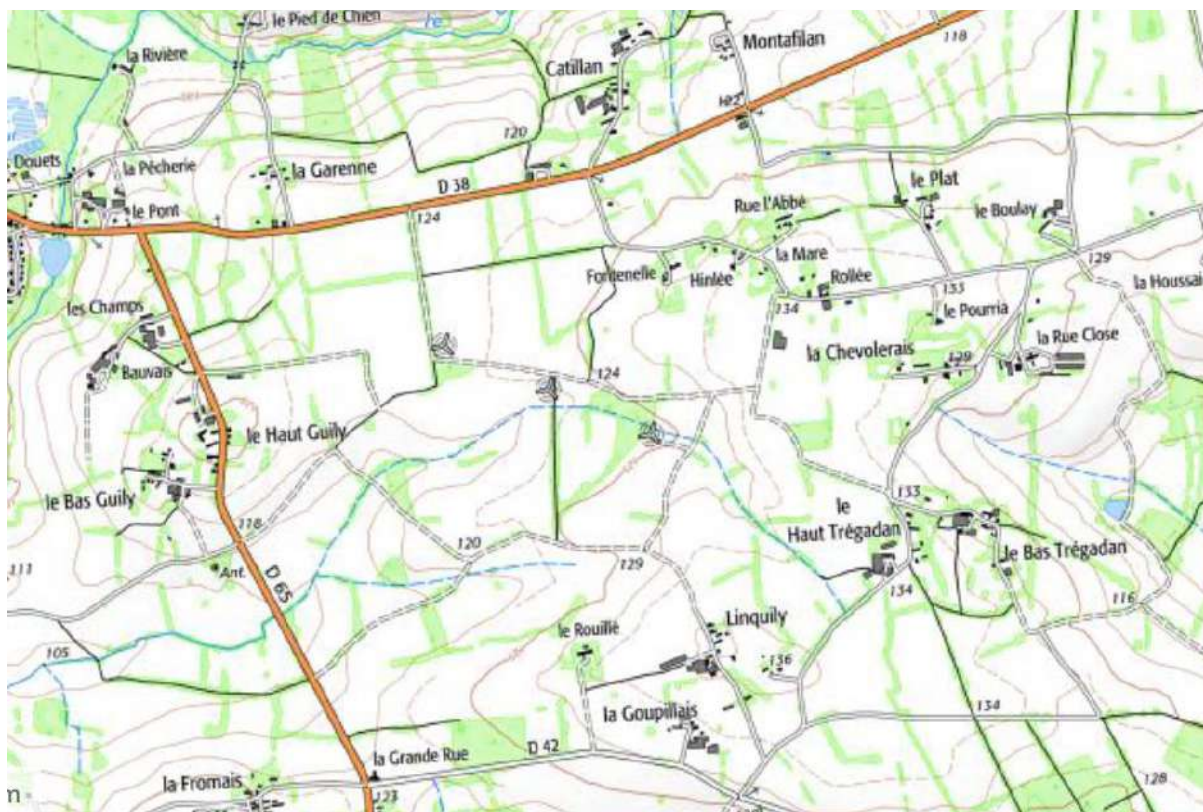 le Pied de Chien
la Rivière
Montafilan
118
Catillan
122
120
Douets
la Pêcherie
la Garenne
le Plat
D 38
le Pont
124
Rue l'Abbé
le Boulay
la Mare
129
Fontenelle
Hinlée
Rollée
133
la Houssai
les Champs
134
le Pourria
la Rue Close
la Chevolerais
129
Bauvais
124
le Haut Guily
le Bas Guily
133
le
Haut Trégadan
118
120
le Bas Trégadan
129
111
Ant.
D 65
134
116
Linquily
le Rouillé
105
136
la Goupillais
134
D 42
la Grande Rue
la Fromais
123
128
m